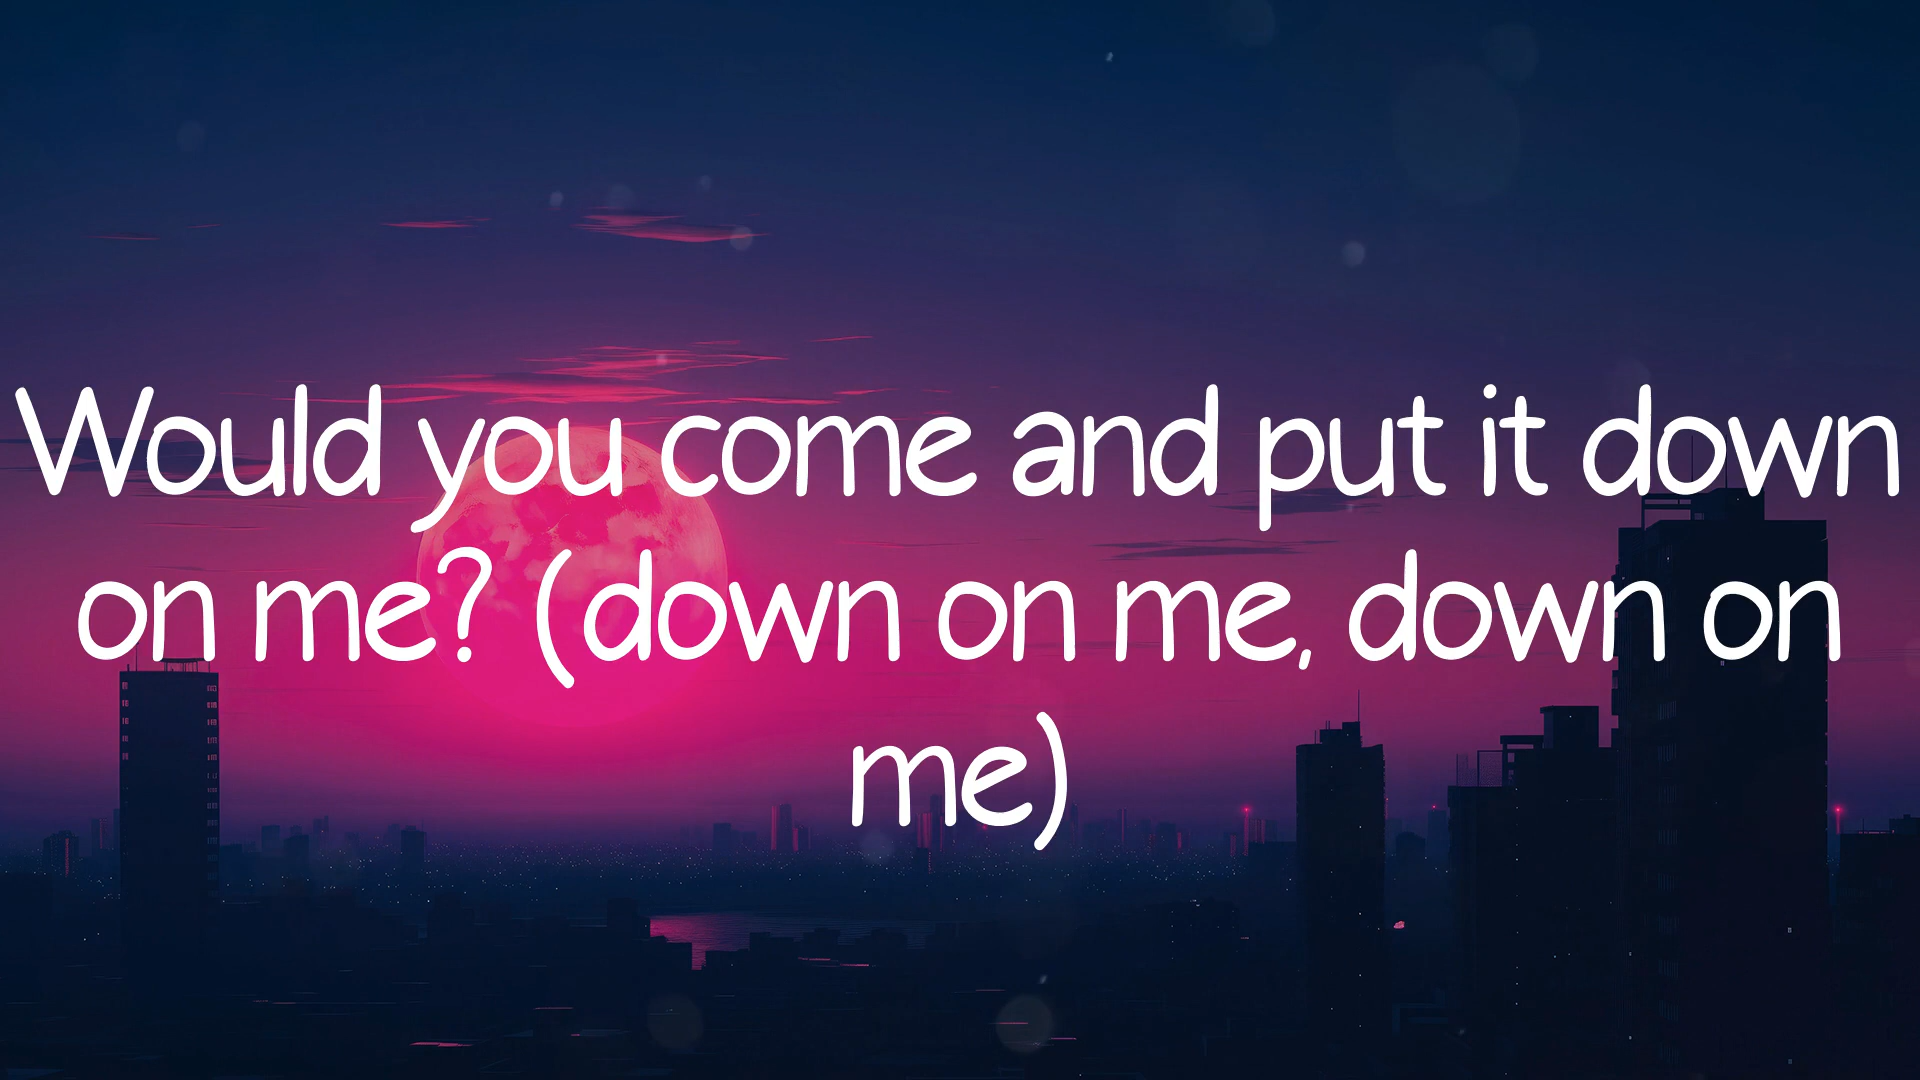 Would you come and put it down
on me? (down on me, down on
me)